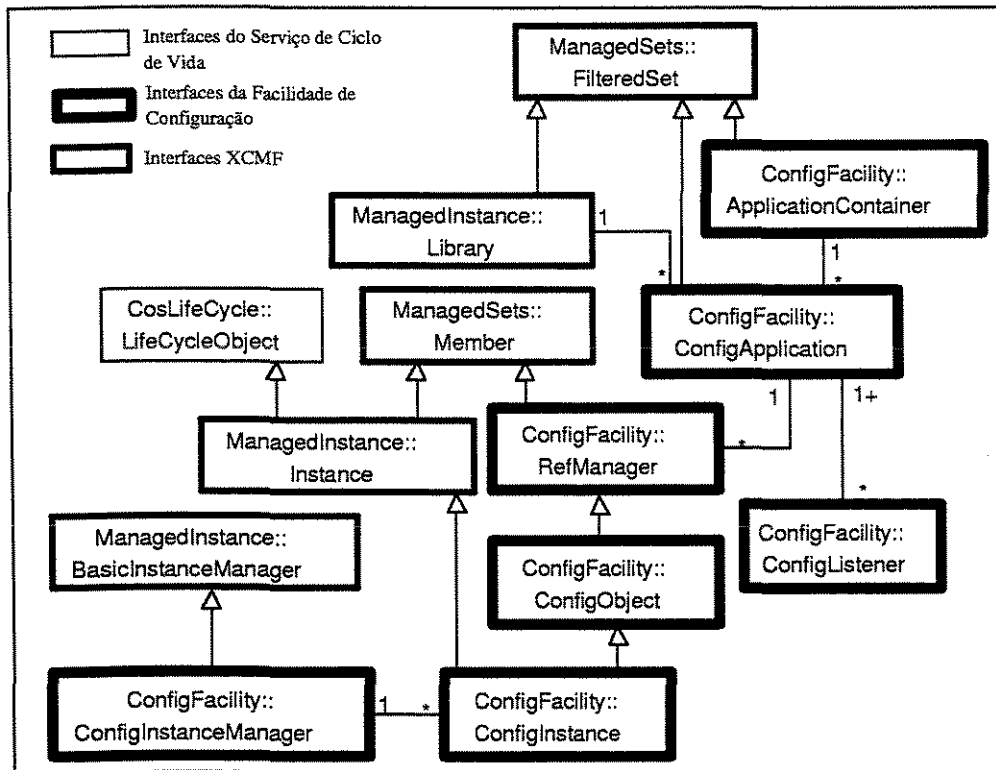 Interfaces do Serviço de Ciclo
de Vida
Interfaces da Facilidade de
Configuração
Interfaces XCMF
ManagedSets::
FilteredSet
ConfigFacility::
ApplicationContainer
ManagedInstance::
Library
1
*
1
*
CosLifeCycle::
LifeCycleObject
ManagedSets::
Member
ConfigFacility::
ConfigApplication
1
1+
*
*
ManagedInstance::
Instance
ConfigFacility::
RefManager
ManagedInstance::
BasicInstanceManager
ConfigFacility::
ConfigObject
ConfigFacility::
ConfigListener
ConfigFacility::
ConfigInstanceManager
1
*
ConfigFacility::
ConfigInstance